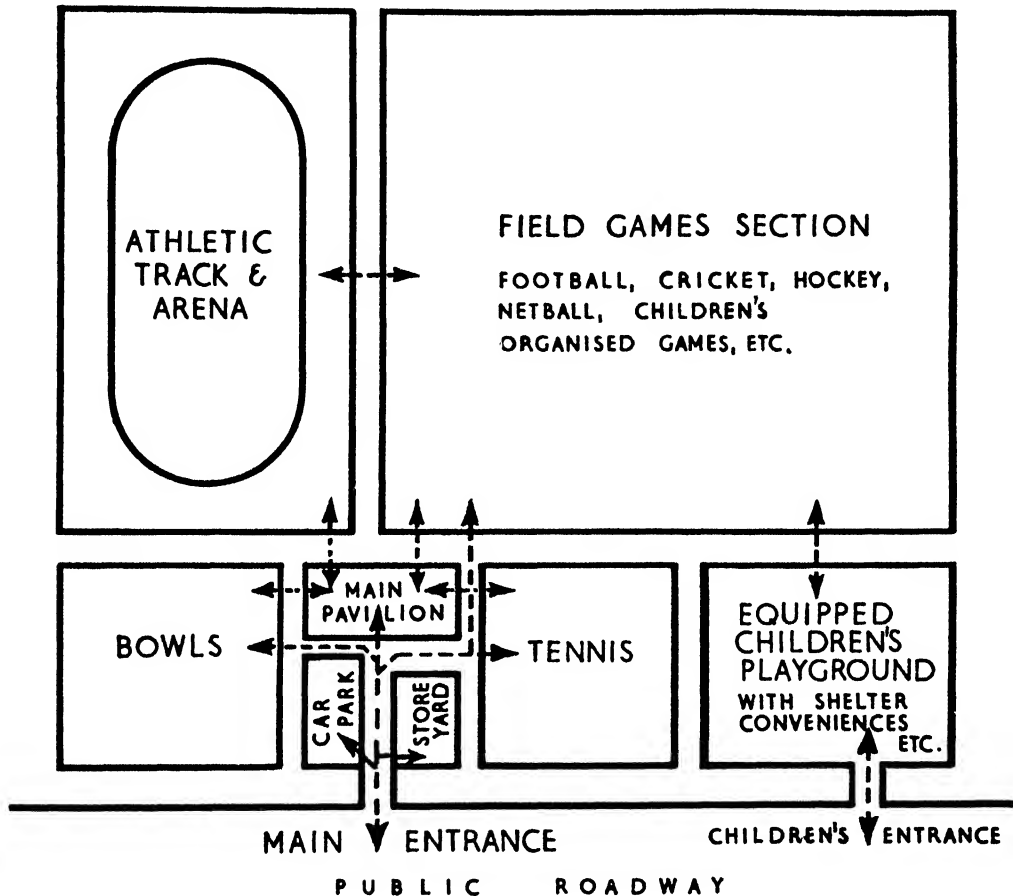 ATHLETIC
TRACK &
ARENA
FIELD GAMES SECTION
FOOTBALL, CRICKET, HOCKEY,
NETBALL, CHILDREN'S
ORGANISED GAMES, ETC.
BOWLS
MAIN
PAVILION
CAR
PARK
STORE
YARD
TENNIS
EQUIPPED
CHILDREN'S
PLAYGROUND
WITH SHELTER
CONVENIENCES
ETC.
MAIN ENTRANCE
CHILDREN'S ENTRANCE
PUBLIC ROADWAY